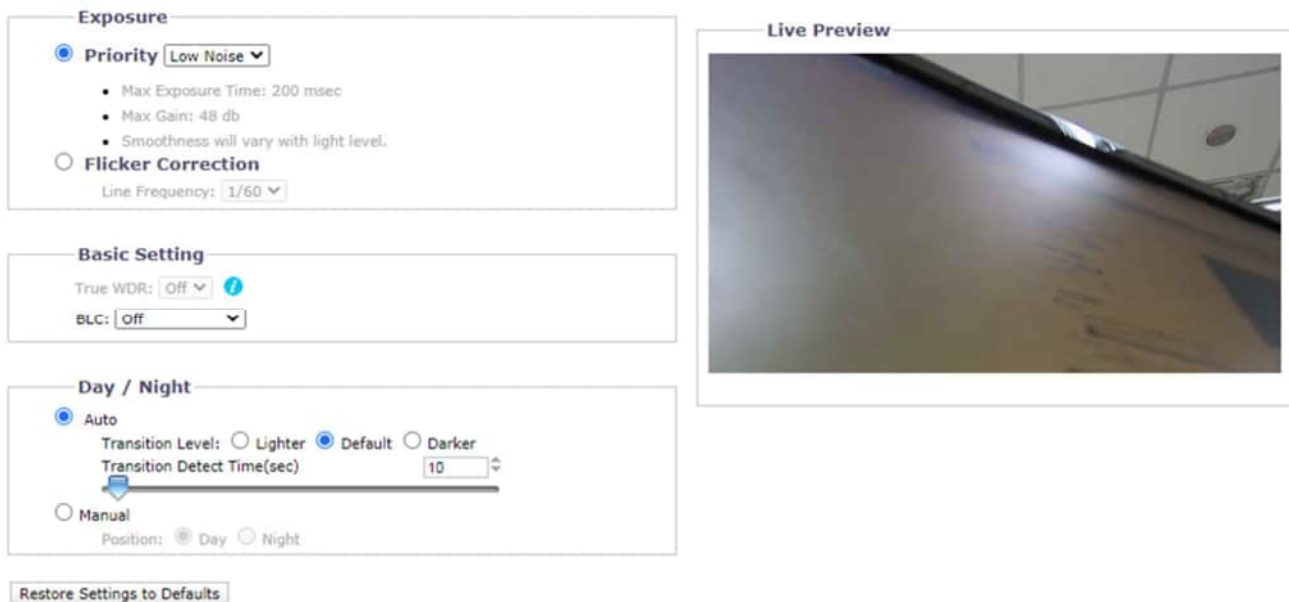 Exposure
Priority Low Noise
Max Exposure Time: 200 msec
Max Gain: 48 db
Smoothness will vary with light level.
Flicker Correction
Line Frequency: 1/60
Basic Setting
True WDR: Off i
BLC: Off
Day / Night
Auto
Transition Level: Lighter Default Darker
Transition Detect Time(sec) 10
Manual
Position: Day Night
Restore Settings to Defaults
Live Preview